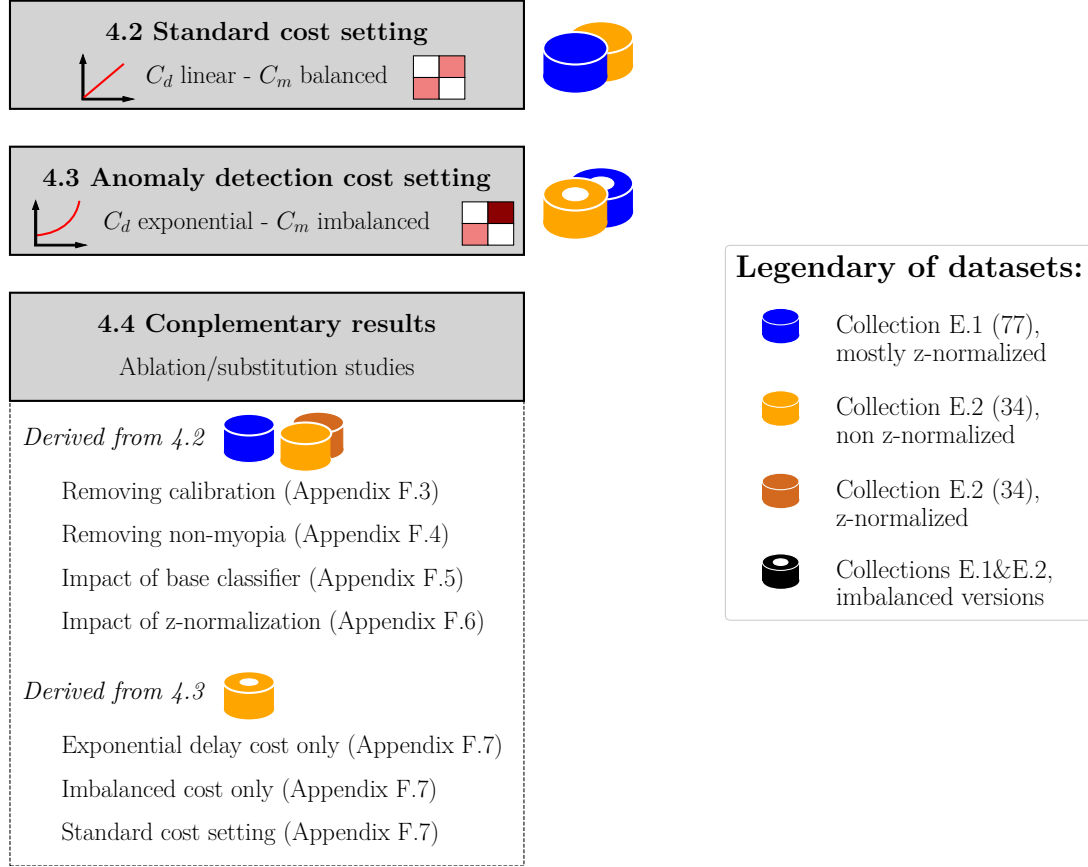 4.2 Standard cost setting
C_d linear - C_m balanced
4.3 Anomaly detection cost setting
C_d exponential - C_m imbalanced
4.4 Conplementary results
Ablation/substitution studies
Derived from 4.2
Removing calibration (Appendix F.3)
Removing non-myopia (Appendix F.4)
Impact of base classifier (Appendix F.5)
Impact of z-normalization (Appendix F.6)
Derived from 4.3
Exponential delay cost only (Appendix F.7)
Imbalanced cost only (Appendix F.7)
Standard cost setting (Appendix F.7)
Legendary of datasets:
Collection E.1 (77),
mostly z-normalized
Collection E.2 (34),
non z-normalized
Collection E.2 (34),
z-normalized
Collections E.1&E.2,
imbalanced versions